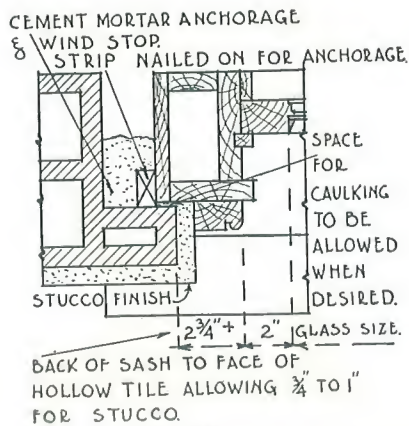 CEMENT MORTAR ANCHORAGE
& WIND STOP.
STRIP NAILED ON FOR ANCHORAGE.
SPACE
FOR
CAULKING
TO BE
ALLOWED
WHEN
DESIRED.
STUCCO FINISH
2 3/4"+ 2" GLASS SIZE.
BACK OF SASH TO FACE OF
HOLLOW TILE ALLOWING 3/4" TO 1"
FOR STUCCO.